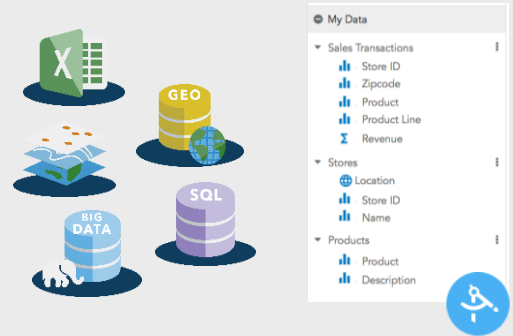 X
GEO
SQL
BIG
DATA
My Data
Sales Transactions
Store ID
Zipcode
Product
Product Line
Σ Revenue
Stores
Location
Store ID
Name
Products
Product
Description